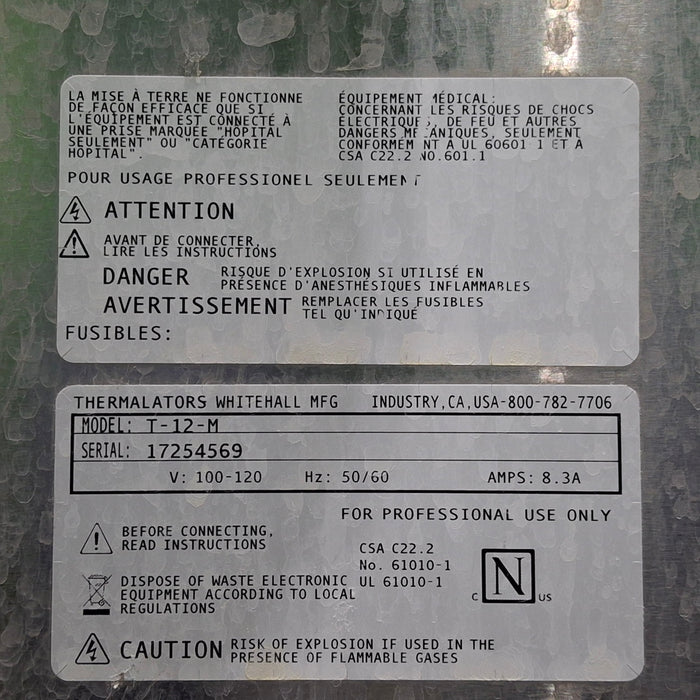 LA MISE À TERRE NE FONCTIONNE
DE FAÇON EFFICACE QUE SI
L'ÉQUIPEMENT EST CONNECTÉ À
UNE PRISE MARQUÉE "HOPITAL
SEULEMENT" OU "CATÉGORIE
HOPITAL".
ÉQUIPEMENT MÉDICAL:
CONCERNANT LES RISQUES DE CHOCS
ÉLECTRIQUES, DE FEU ET AUTRES
DANGERS MÉCANIQUES, SEULEMENT
CONFORMÉMENT A UL 60601 1 ET À
CSA C22.2 NO.601.1
POUR USAGE PROFESSIONEL SEULEMENT
ATTENTION
AVANT DE CONNECTER,
LIRE LES INSTRUCTIONS
DANGER RISQUE D'EXPLOSION SI UTILISÉ EN
PRÉSENCE D'ANESTHÉSIQUES INFLAMMABLES
AVERTISSEMENT REMPLACER LES FUSIBLES
TEL QU'INDIQUÉ
FUSIBLES:
THERMALATORS WHITEHALL MFG INDUSTRY,CA,USA-800-782-7706
MODEL: T-12-M
SERIAL: 17254569
V: 100-120 Hz: 50/60 AMPS: 8.3A
FOR PROFESSIONAL USE ONLY
BEFORE CONNECTING,
READ INSTRUCTIONS
DISPOSE OF WASTE ELECTRONIC
EQUIPMENT ACCORDING TO LOCAL
REGULATIONS
CSA C22.2
No. 61010-1
UL 61010-1
C N US
CAUTION RISK OF EXPLOSION IF USED IN THE
PRESENCE OF FLAMMABLE GASES